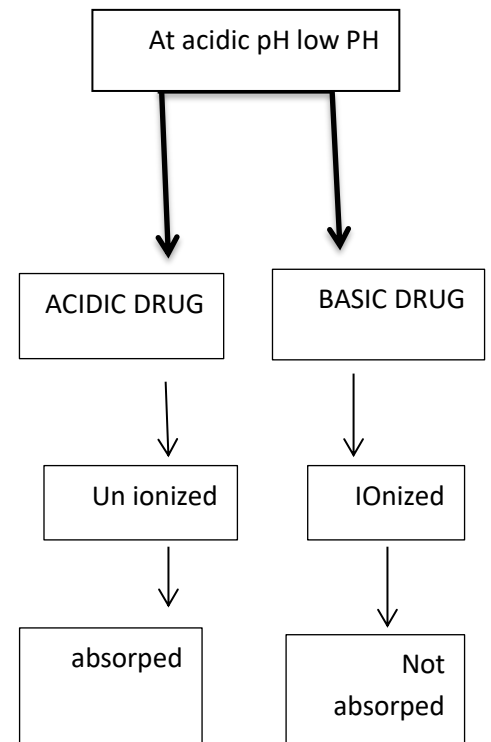 At acidic pH low PH
ACIDIC DRUG
BASIC DRUG
Un ionized
IOnized
absorped
Not
absorped